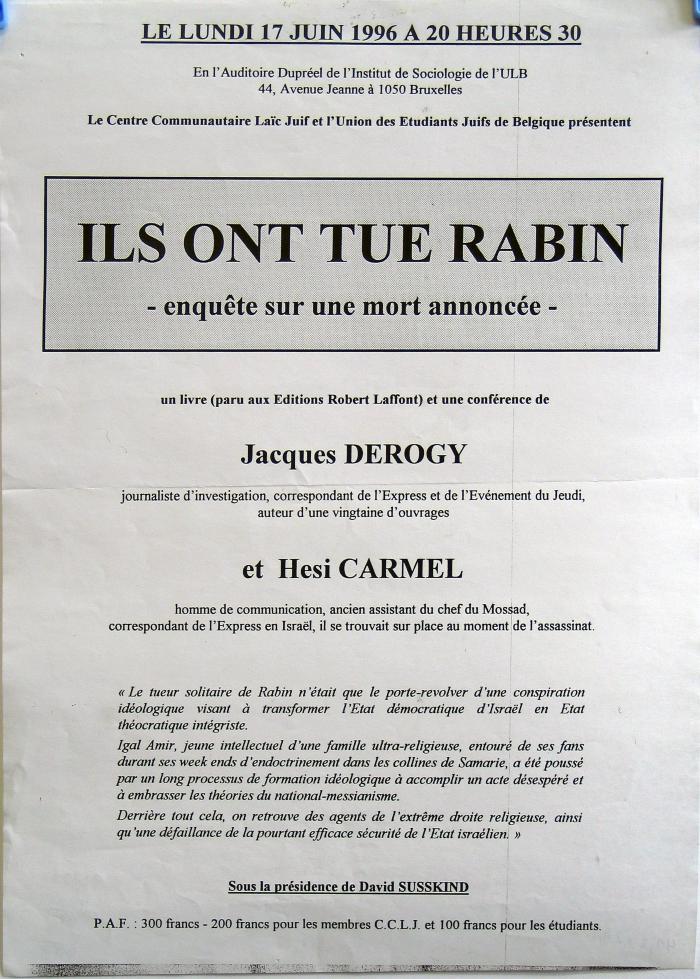 LE LUNDI 17 JUIN 1996 A 20 HEURES 30
En l'Auditoire Dupréel de l'Institut de Sociologie de l'ULB
44, Avenue Jeanne à 1050 Bruxelles
Le Centre Communautaire Laïc Juif et l'Union des Etudiants Juifs de Belgique présentent
ILS ONT TUE RABIN
- enquête sur une mort annoncée -
un livre (paru aux Editions Robert Laffont) et une conférence de
Jacques DEROGY
journaliste d'investigation, correspondant de l'Express et de l'Evénement du Jeudi,
auteur d'une vingtaine d'ouvrages
et Hesi CARMEL
homme de communication, ancien assistant du chef du Mossad,
correspondant de l'Express en Israël, il se trouvait sur place au moment de l'assassinat.
« Le tueur solitaire de Rabin n'était que le porte-revolver d'une conspiration
idéologique visant à transformer l'Etat démocratique d'Israël en Etat
théocratique intégriste.
Igal Amir, jeune intellectuel d'une famille ultra-religieuse, entouré de ses fans
durant ses week ends d'endoctrinement dans les collines de Samarie, a été poussé
par un long processus de formation idéologique à accomplir un acte désespéré et
à embrasser les théories du national-messianisme.
Derrière tout cela, on retrouve des agents de l'extrême droite religieuse, ainsi
qu'une défaillance de la pourtant efficace sécurité de l'Etat israélien. »
Sous la présidence de David SUSSKIND
P.A.F. : 300 francs - 200 francs pour les membres C.C.L.J. et 100 francs pour les étudiants.